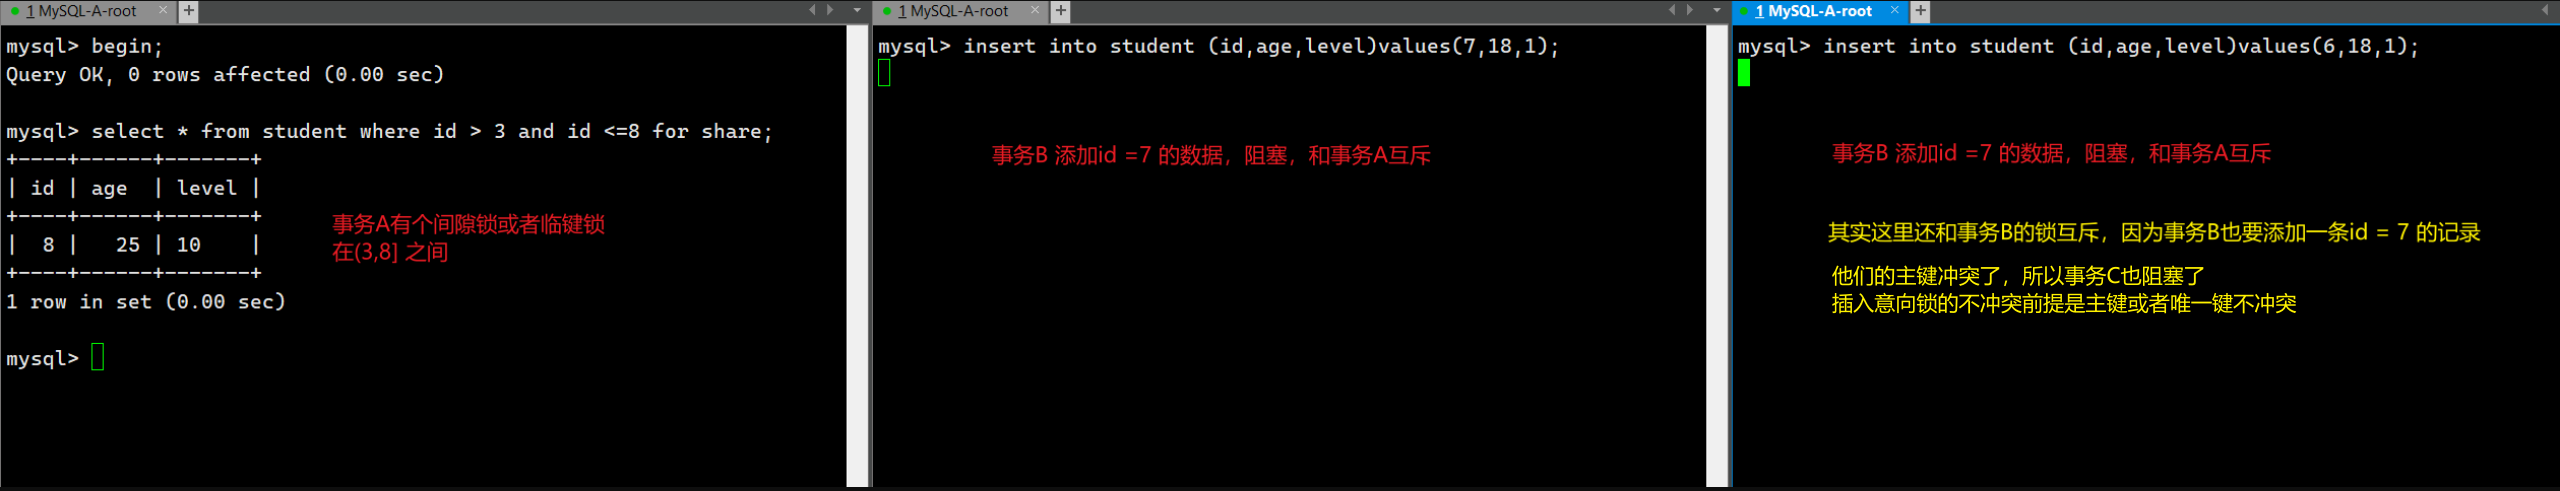 1 MySQL-A-root × +
mysql> begin;
Query OK, 0 rows affected (0.00 sec)
mysql> select * from student where id > 3 and id <=8 for share;
+----+------+-------+
| id | age  | level |
+----+------+-------+
|  8 |   25 | 10    |
+----+------+-------+
1 row in set (0.00 sec)
mysql>
事务A有个间隙锁或者临键锁
在(3,8] 之间
1 MySQL-A-root × +
mysql> insert into student (id,age,level)values(7,18,1);
事务B 添加id =7 的数据，阻塞，和事务A互斥
1 MySQL-A-root × +
mysql> insert into student (id,age,level)values(6,18,1);
事务B 添加id =7 的数据，阻塞，和事务A互斥
其实这里还和事务B的锁互斥，因为事务B也要添加一条id = 7 的记录
他们的主键冲突了，所以事务C也阻塞了
插入意向锁的不冲突前提是主键或者唯一键不冲突